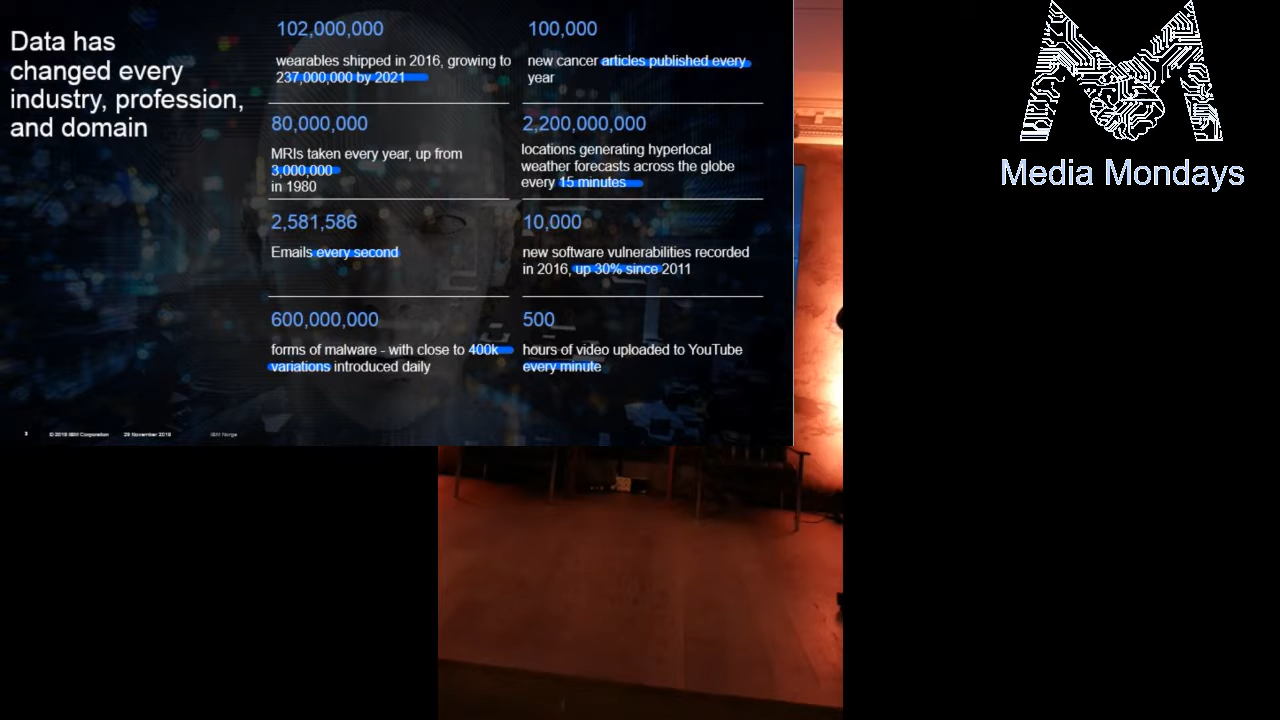 Data has
changed every
industry, profession,
and domain
102,000,000
wearables shipped in 2016, growing to
237,000,000 by 2021
100,000
new cancer articles published every
year
80,000,000
MRIs taken every year, up from
3,000,000
in 1980
2,200,000,000
locations generating hyperlocal
weather forecasts across the globe
every 15 minutes
2,581,586
Emails every second
10,000
new software vulnerabilities recorded
in 2016, up 30% since 2011
600,000,000
forms of malware - with close to 400k
variations introduced daily
500
hours of video uploaded to YouTube
every minute
3 © 2018 IBM Corporation 29 November 2018 IBM Norge
Media Mondays